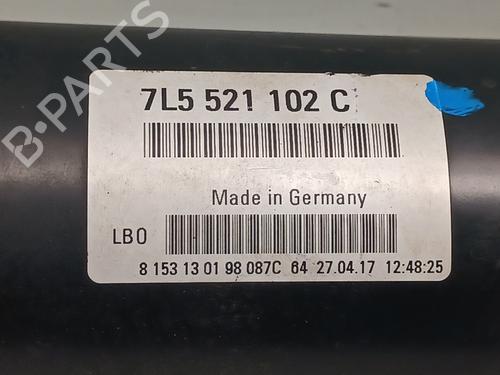 B-PARTS
7L5 521 102 C
Made in Germany
LBO
8 153 13 01 98 087C 64 27.04.17 12:48:25